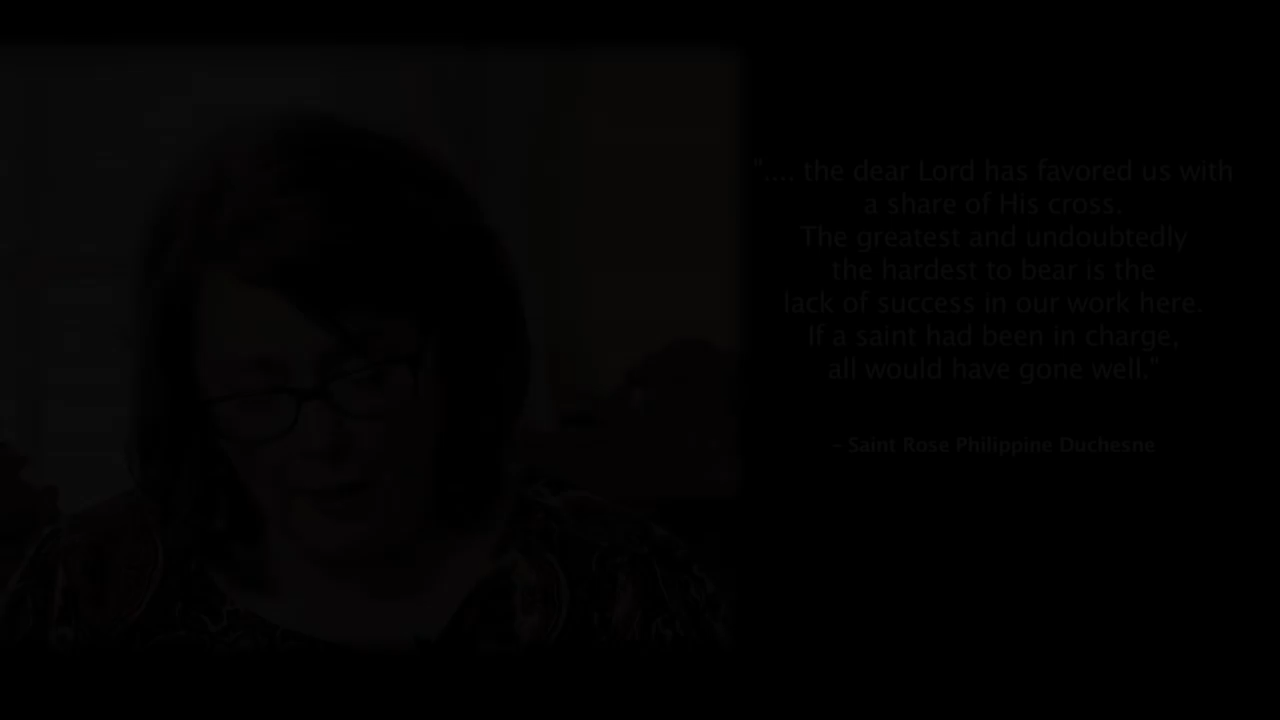 “.... the dear Lord has favored us with
a share of His cross.
The greatest and undoubtedly
the hardest to bear is the
lack of success in our work here.
If a saint had been in charge,
all would have gone well.”
– Saint Rose Philippine Duchesne